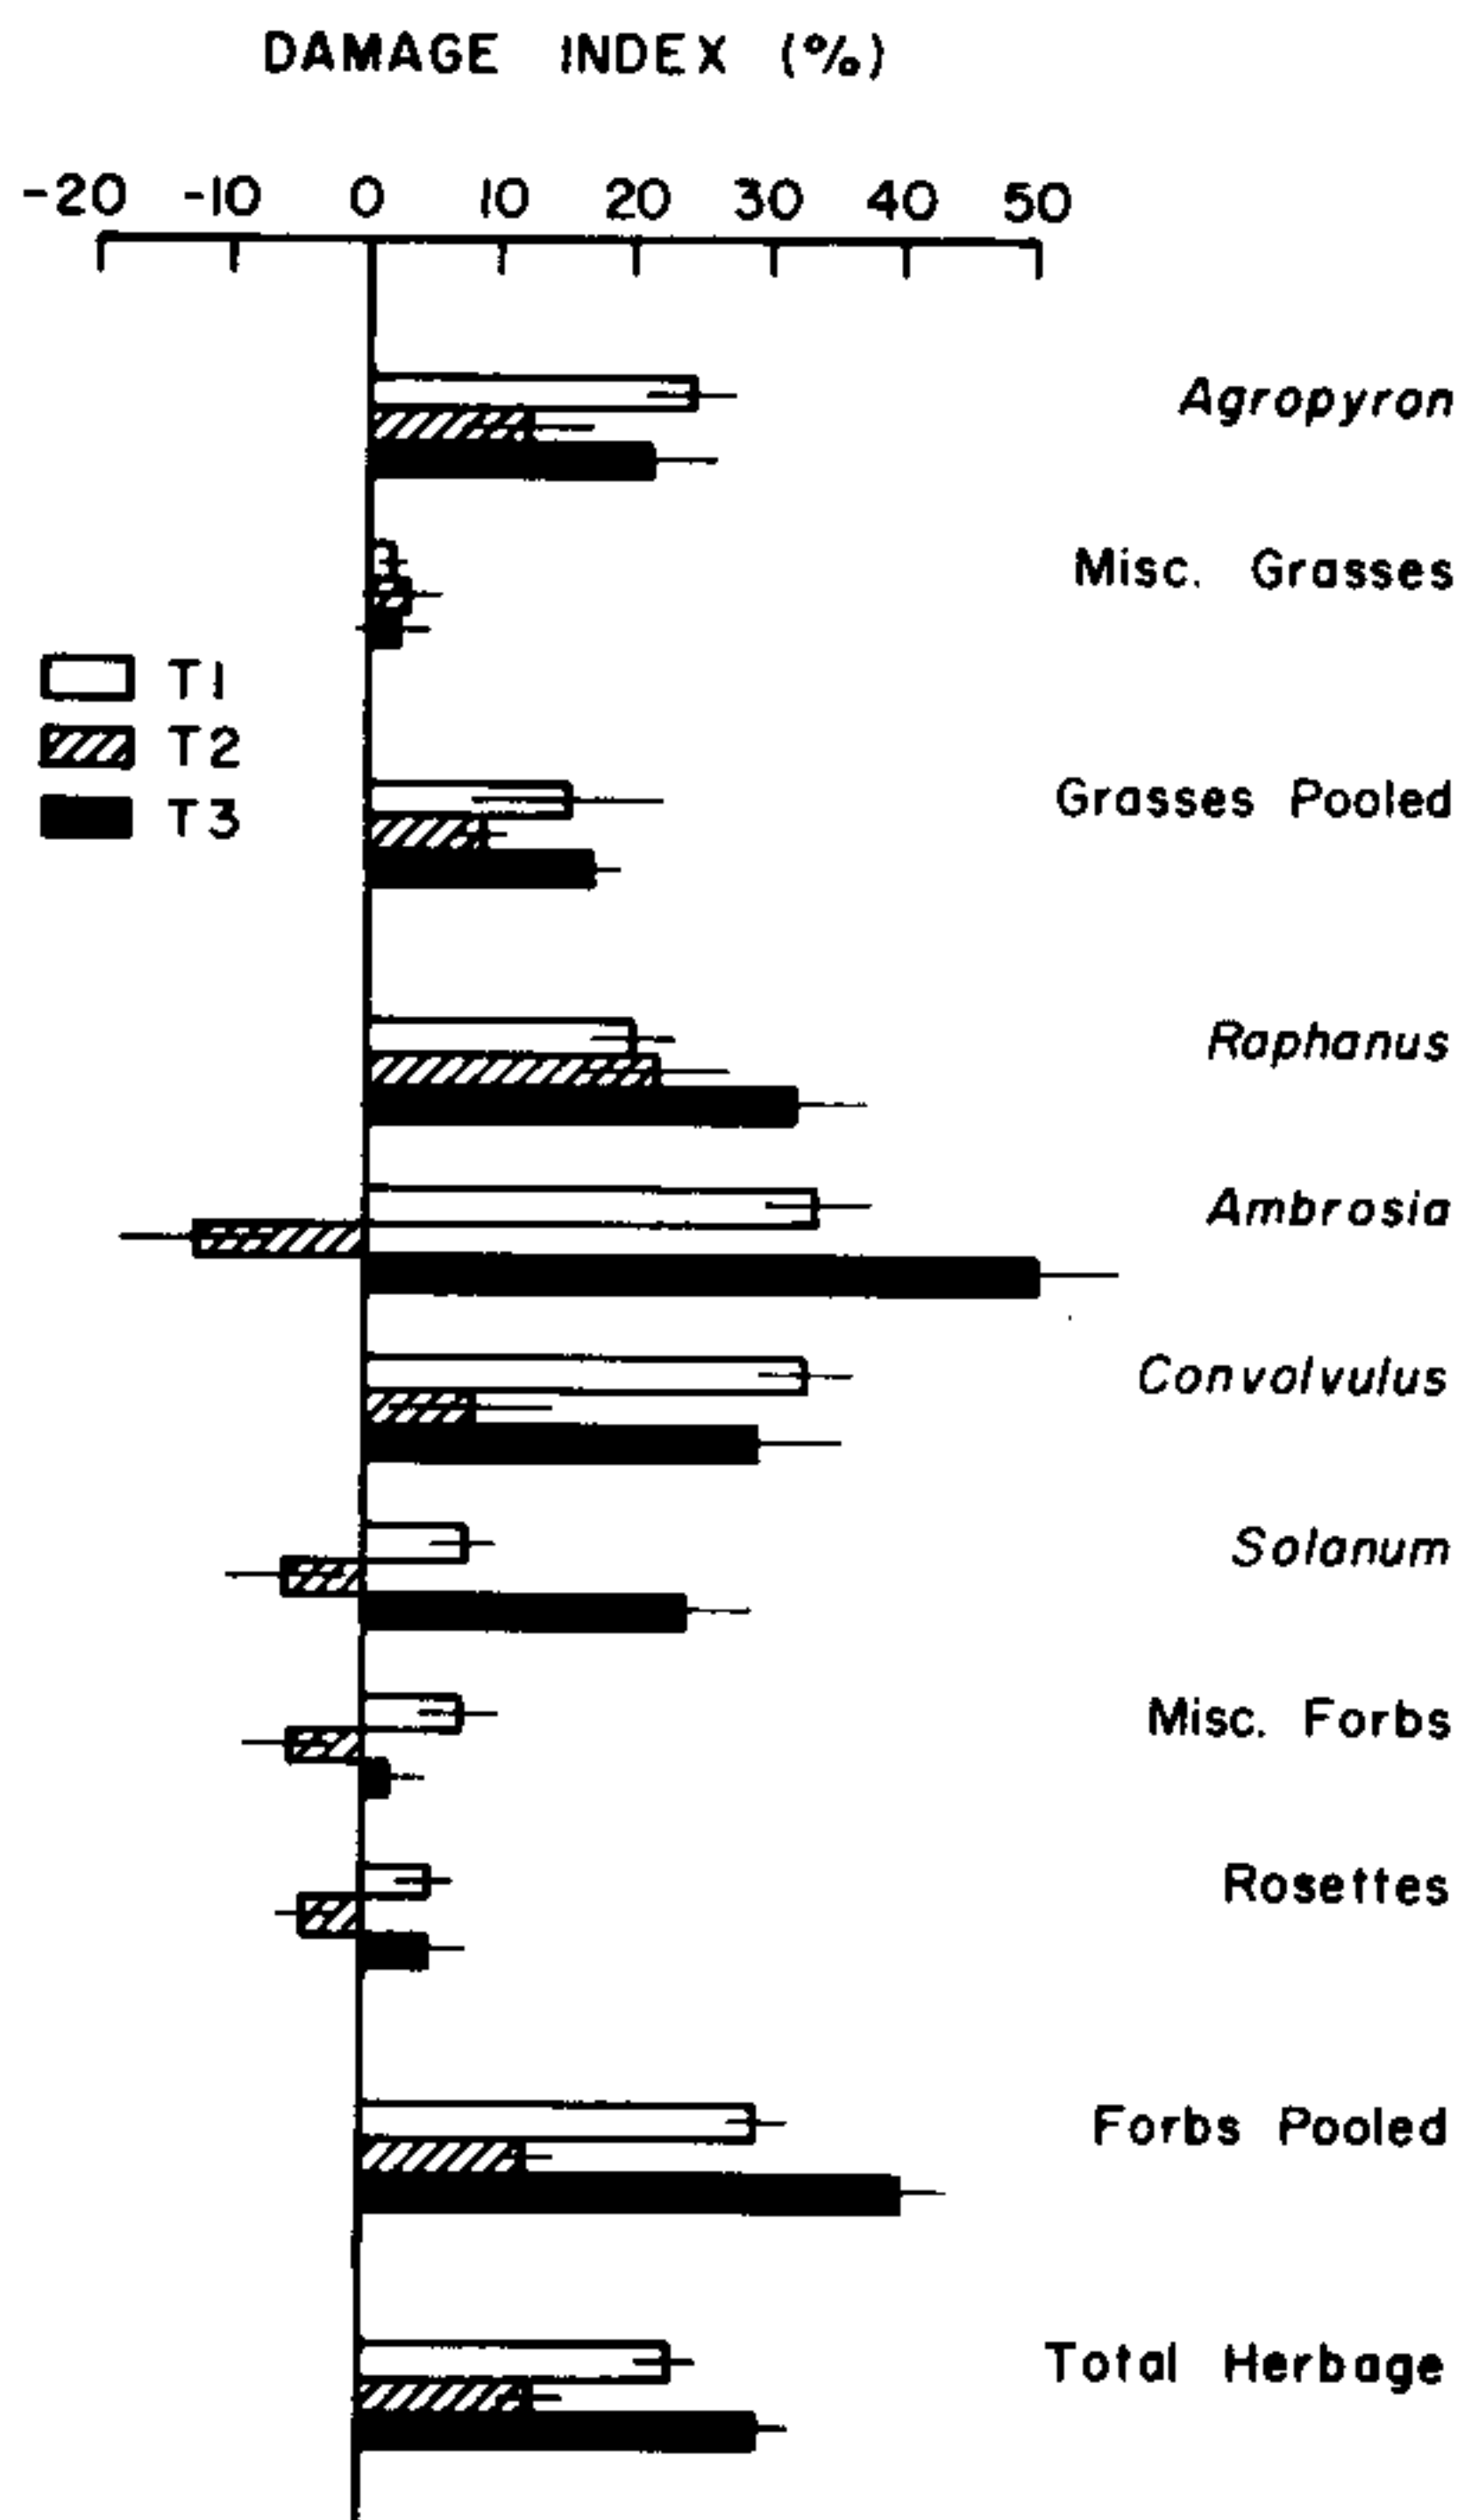 DAMAGE INDEX (%)
-20 -10 0 10 20 30 40 50
Agropyron
Misc. Grasses
T1
T2
T3
Grasses Pooled
Raphanus
Ambrosia
Convolvulus
Solanum
Misc. Forbs
Rosettes
Forbs Pooled
Total Herbage